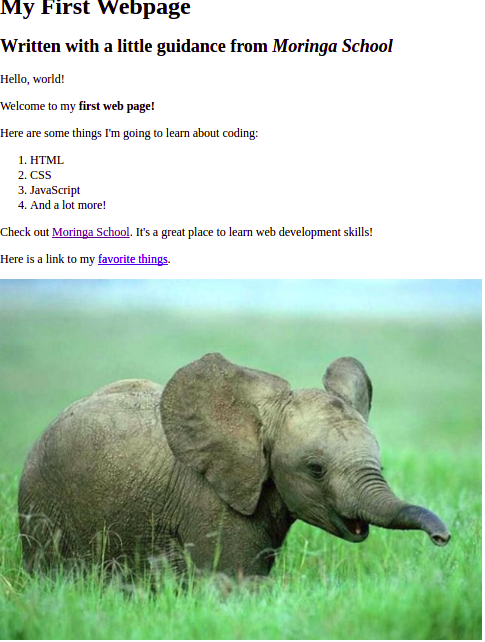 My First Webpage
Written with a little guidance from Moringa School
Hello, world!
Welcome to my first web page!
Here are some things I'm going to learn about coding:
1. HTML
2. CSS
3. JavaScript
4. And a lot more!
Check out Moringa School. It's a great place to learn web development skills!
Here is a link to my favorite things.